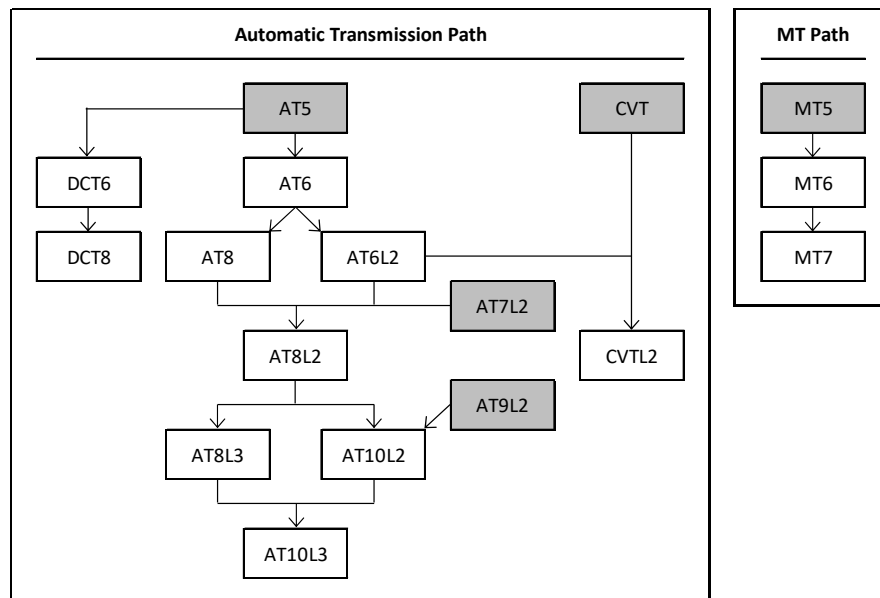 Automatic Transmission Path
MT Path
AT5
CVT
MT5
DCT6
AT6
MT6
DCT8
AT8
AT6L2
MT7
AT7L2
AT8L2
CVTL2
AT9L2
AT8L3
AT10L2
AT10L3